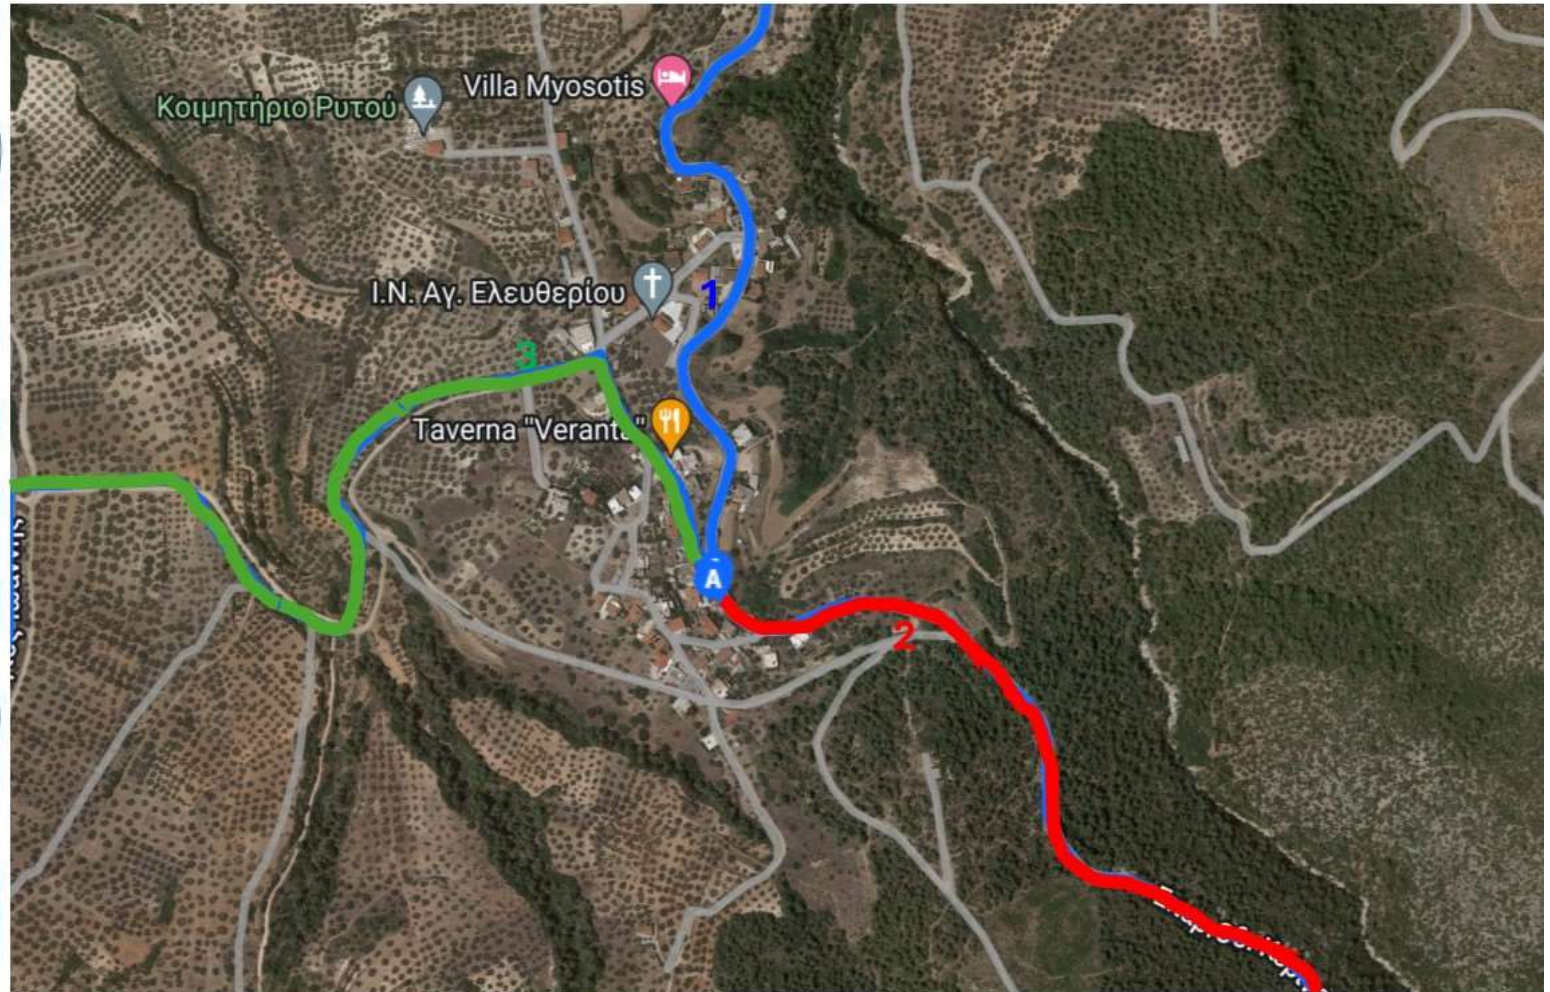 Villa Myosotis
Κοιμητήριο Ρυτού
Ι.Ν. Αγ. Ελευθερίου
1
3
Taverna "Veranta"
A
2